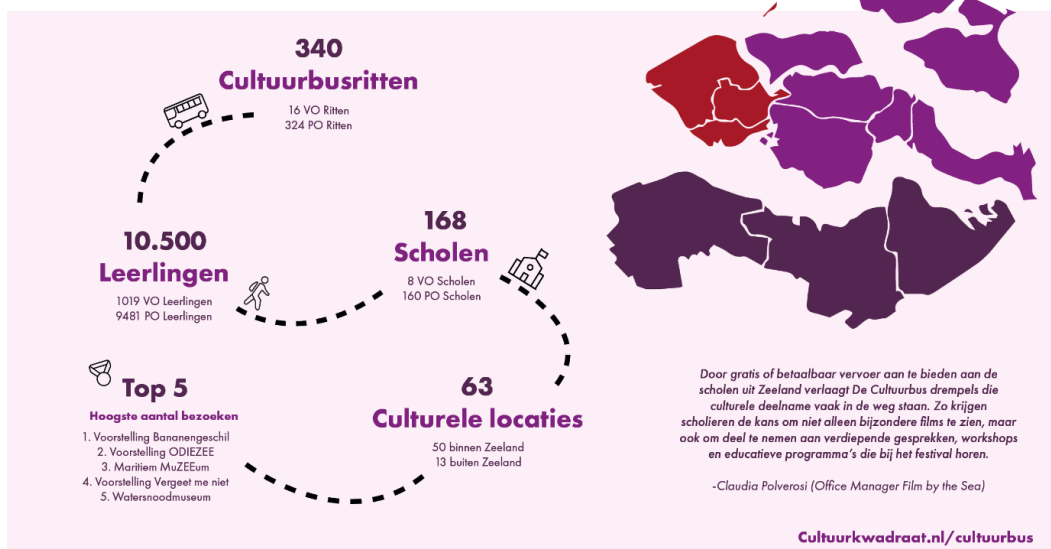 340
Cultuurbusritten
16 VO Ritten
324 PO Ritten
10.500
Leerlingen
1019 VO Leerlingen
9481 PO Leerlingen
168
Scholen
8 VO Scholen
160 PO Scholen
63
Culturele locaties
50 binnen Zeeland
13 buiten Zeeland
Top 5
Hoogste aantal bezoeken
1. Voorstelling Bananengeschil
2. Voorstelling ODIEZEE
3. Maritiem MuZEEum
4. Voorstelling Vergeet me niet
5. Watersnoodmuseum
Door gratis of betaalbaar vervoer aan te bieden aan de
scholen uit Zeeland verlaagt De Cultuurbus drempels die
culturele deelname vaak in de weg staan. Zo krijgen
scholieren de kans om niet alleen bijzondere films te zien, maar
ook om deel te nemen aan verdiepende gesprekken, workshops
en educatieve programma's die bij het festival horen.
-Claudia Polverosi (Office Manager Film by the Sea)
Cultuurkwadraat.nl/cultuurbus